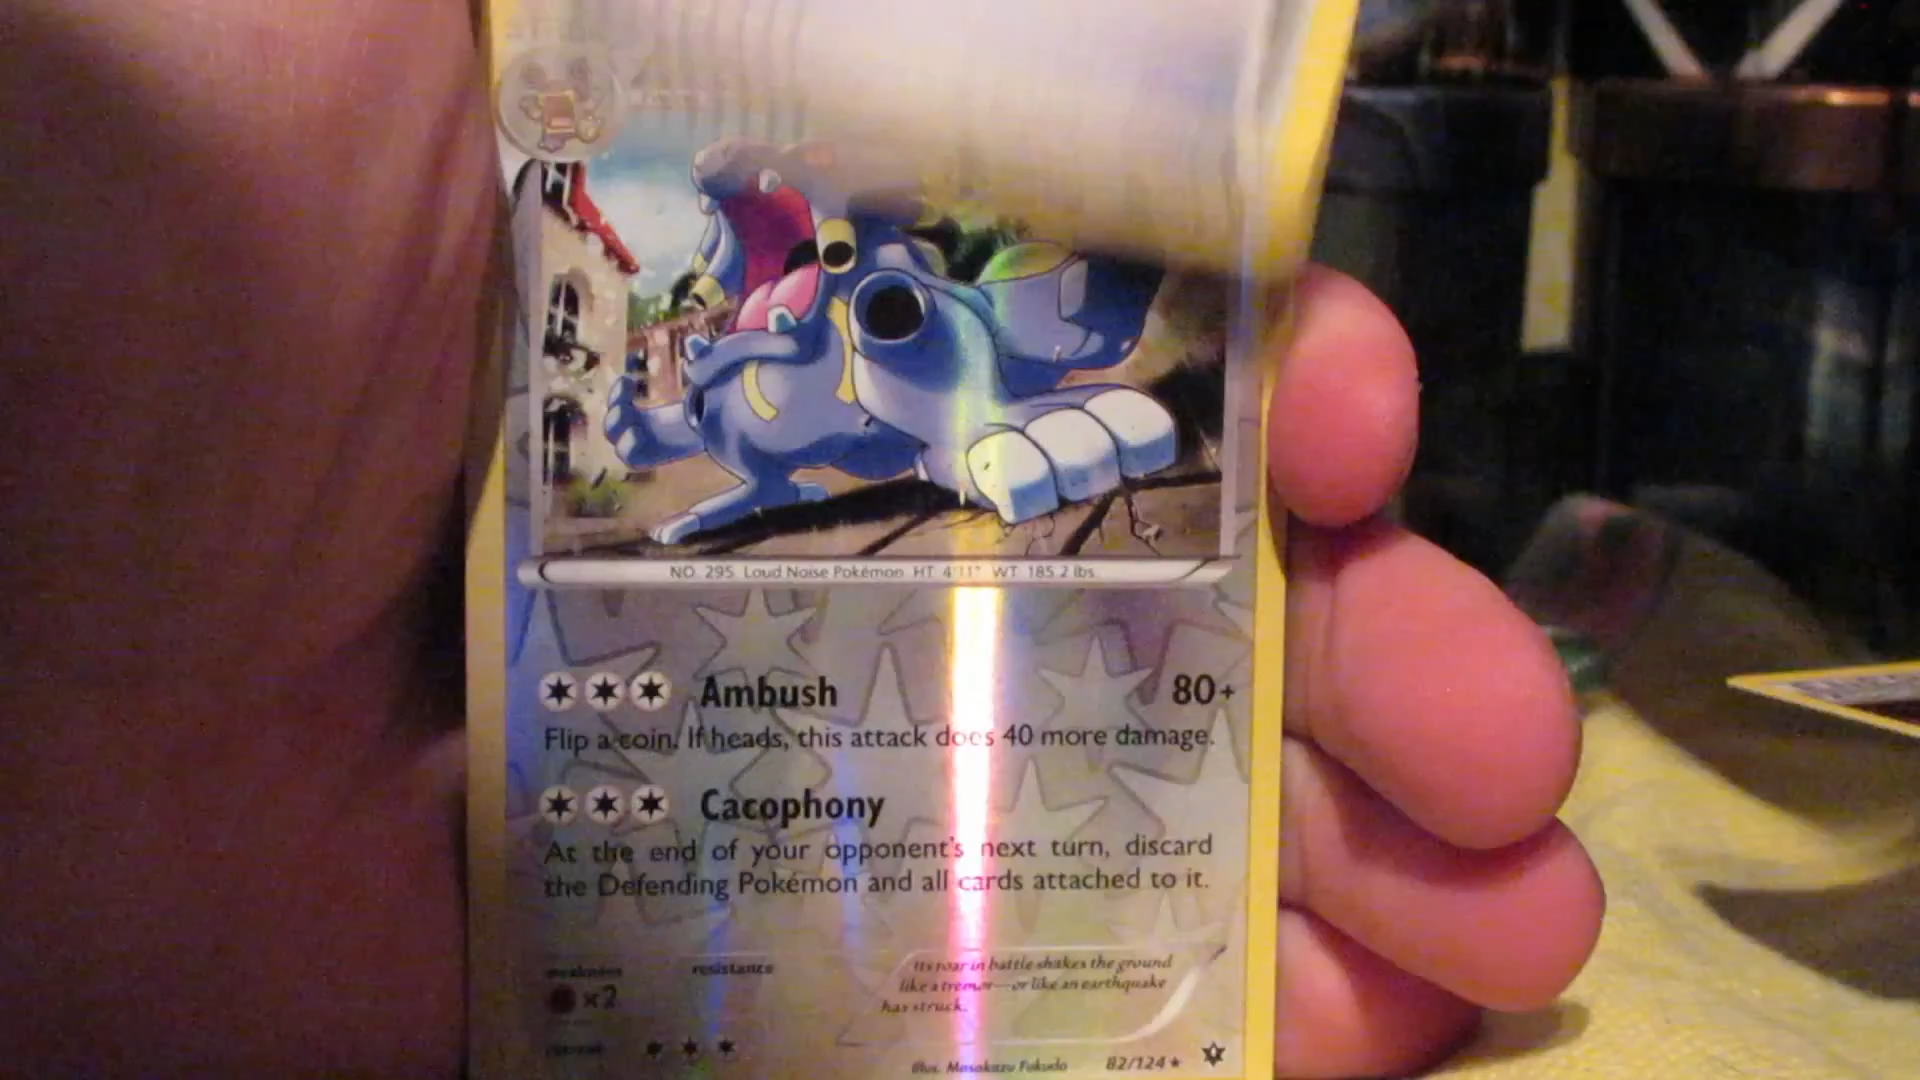 NO. 295 Loud Noise Pokémon HT 4'11" WT 185.2 lbs.
Ambush 80+
Flip a coin. If heads, this attack does 40 more damage.
Cacophony
At the end of your opponent's next turn, discard
the Defending Pokémon and all cards attached to it.
weakness resistance
x2
Its roar in battle shakes the ground
like a tremor—or like an earthquake
has struck.
retreat
Illus. Masakazu Fukuda 82/124 ★